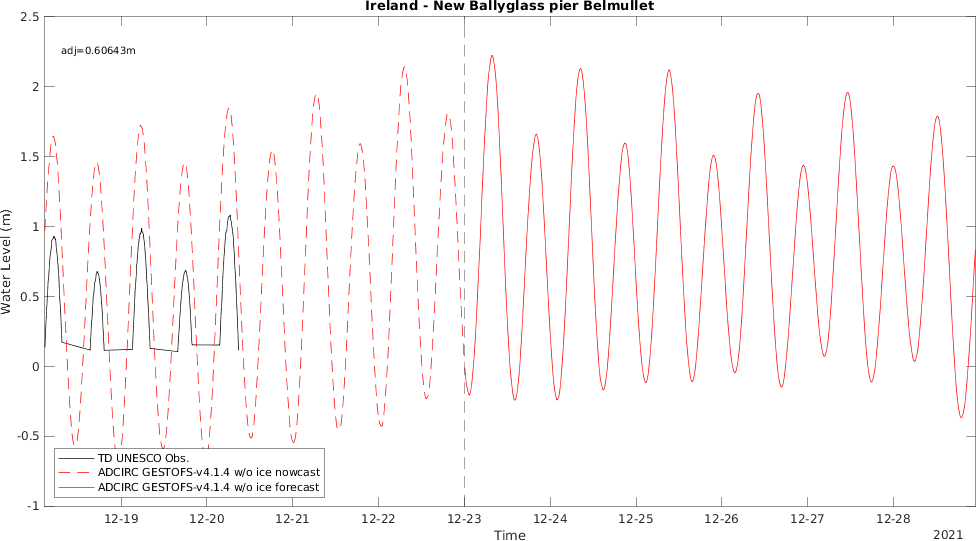 Ireland - New Ballyglass pier Belmullet
adj=0.60643m
2.5
2
1.5
1
0.5
0
-0.5
-1
Water Level (m)
TD UNESCO Obs.
ADCIRC GESTOFS-v4.1.4 w/o ice nowcast
ADCIRC GESTOFS-v4.1.4 w/o ice forecast
12-19 12-20 12-21 12-22 12-23 12-24 12-25 12-26 12-27 12-28
Time
2021